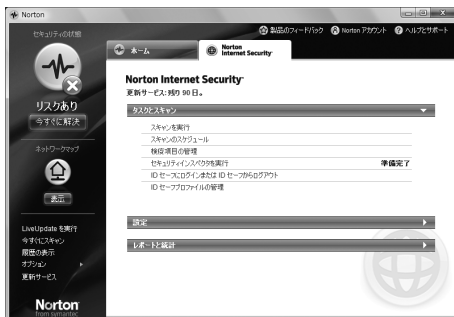 Norton
製品のフィードバック Norton アカウント ヘルプとサポート
セキュリティの状態
リスクあり
今すぐに解決
ネットワークマップ
表示
LiveUpdate を実行
今すぐにスキャン
履歴の表示
オプション
更新サービス
Norton
from symantec
ホーム
Norton
Internet Security
Norton Internet Security
更新サービス: 残り 90 日。
タスクとスキャン
スキャンを実行
スキャンのスケジュール
検疫項目の管理
セキュリティインスペクタを実行 準備完了
ID セーフにログインまたは ID セーフからログアウト
ID セーフプロファイルの管理
設定
レポートと統計